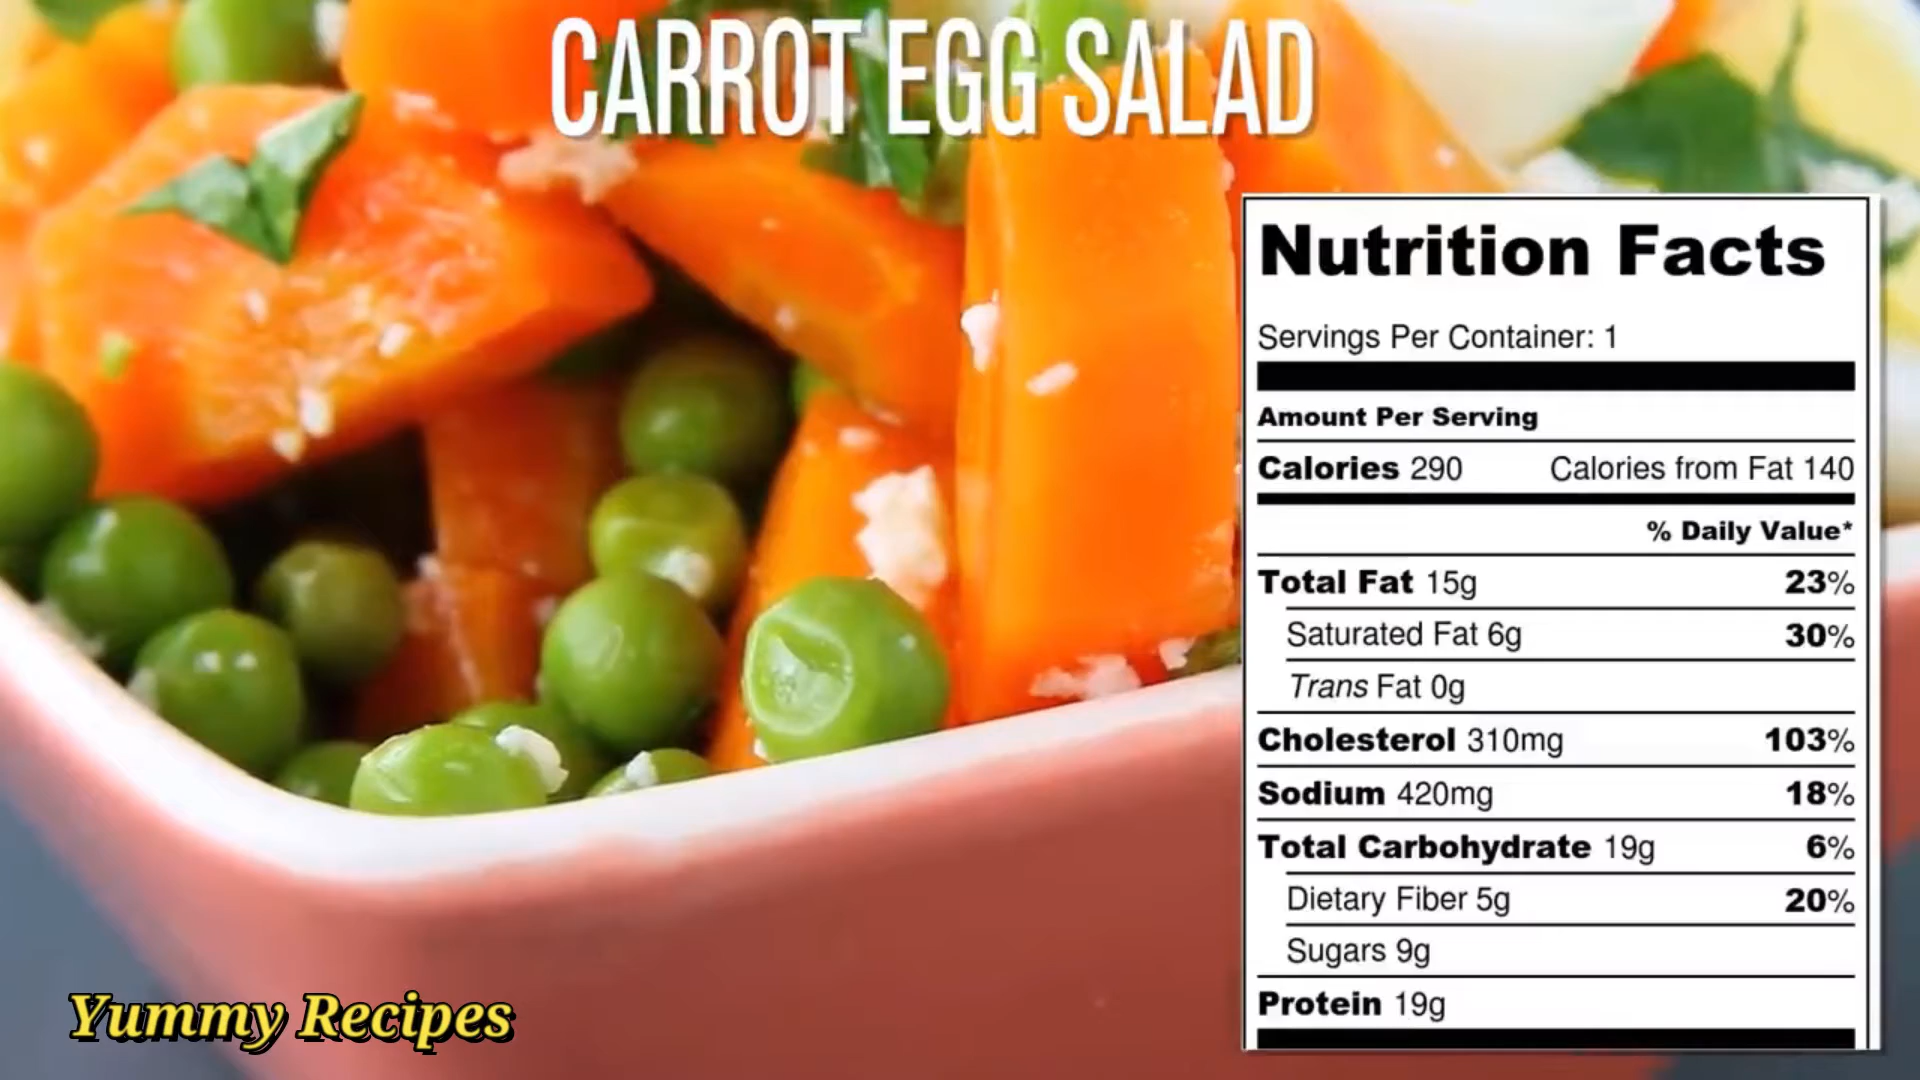 CARROT EGG SALAD
Nutrition Facts
Servings Per Container: 1
Amount Per Serving
Calories 290 Calories from Fat 140
% Daily Value*
Total Fat 15g 23%
Saturated Fat 6g 30%
Trans Fat 0g
Cholesterol 310mg 103%
Sodium 420mg 18%
Total Carbohydrate 19g 6%
Dietary Fiber 5g 20%
Sugars 9g
Protein 19g
Yummy Recipes